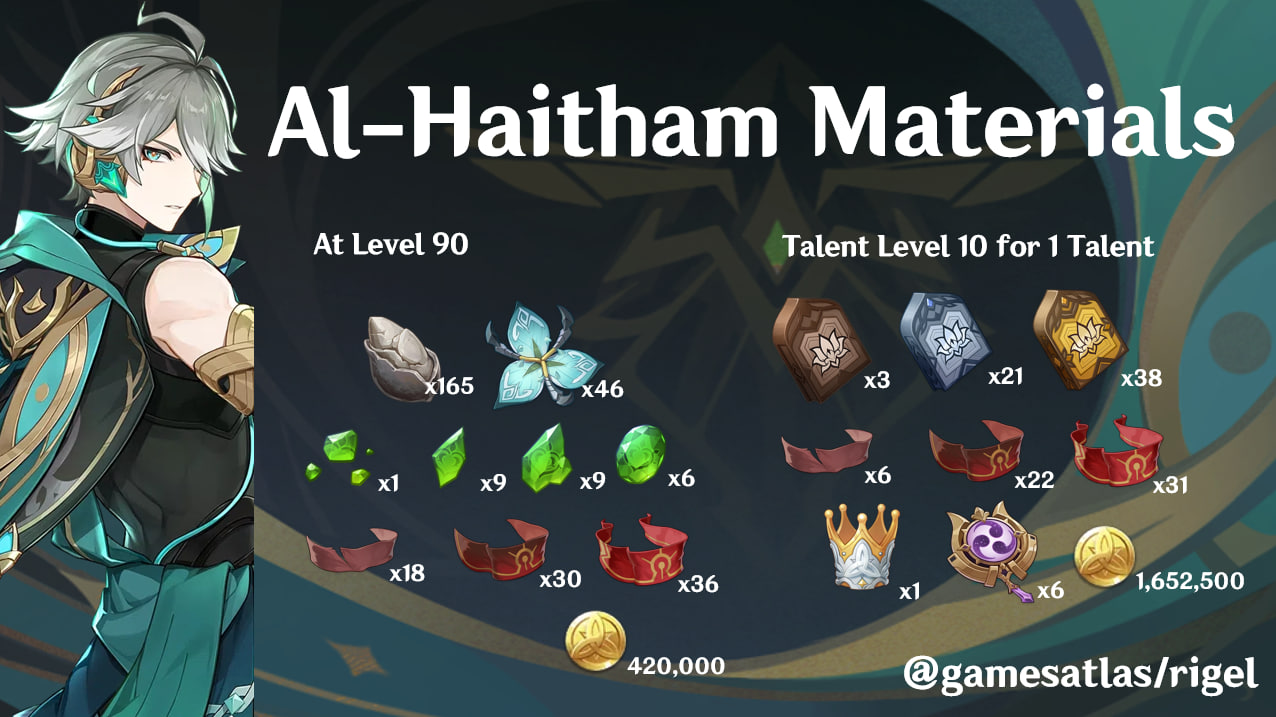 Al-Haitham Materials
At Level 90
Talent Level 10 for 1 Talent
x165
x46
x3
x21
x38
x1
x9
x9
x6
x6
x22
x31
x18
x30
x36
x1
x6
1,652,500
420,000
@gamesatlas/rigel